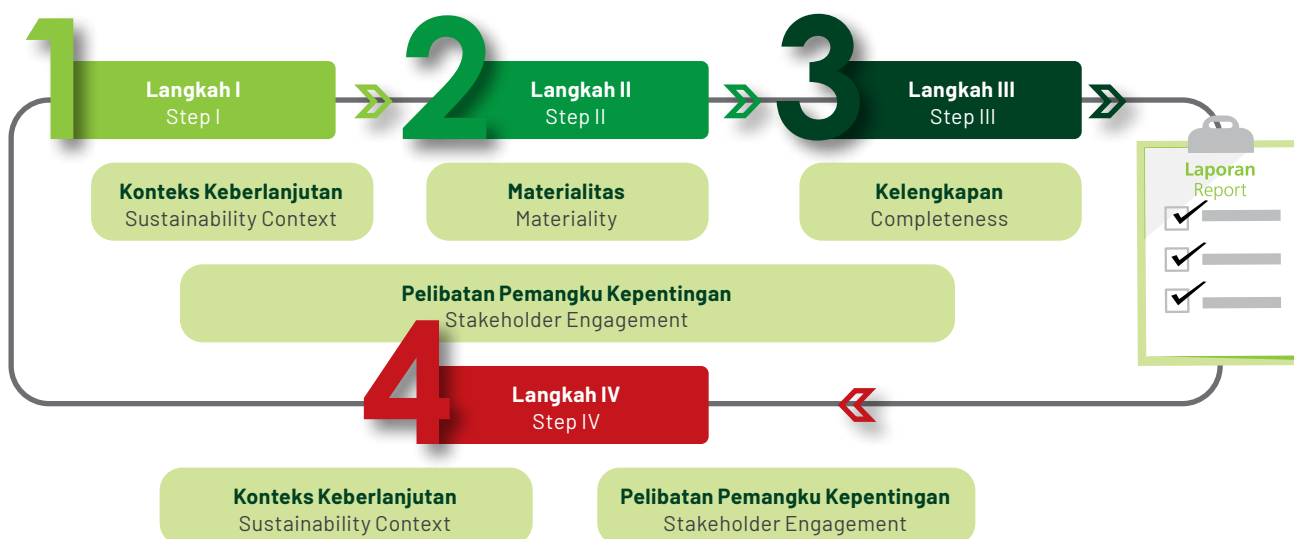 1
Langkah I
Step I
2
Langkah II
Step II
3
Langkah III
Step III
Konteks Keberlanjutan
Sustainability Context
Materialitas
Materiality
Kelengkapan
Completeness
Laporan
Report
Pelibatan Pemangku Kepentingan
Stakeholder Engagement
4
Langkah IV
Step IV
Konteks Keberlanjutan
Sustainability Context
Pelibatan Pemangku Kepentingan
Stakeholder Engagement